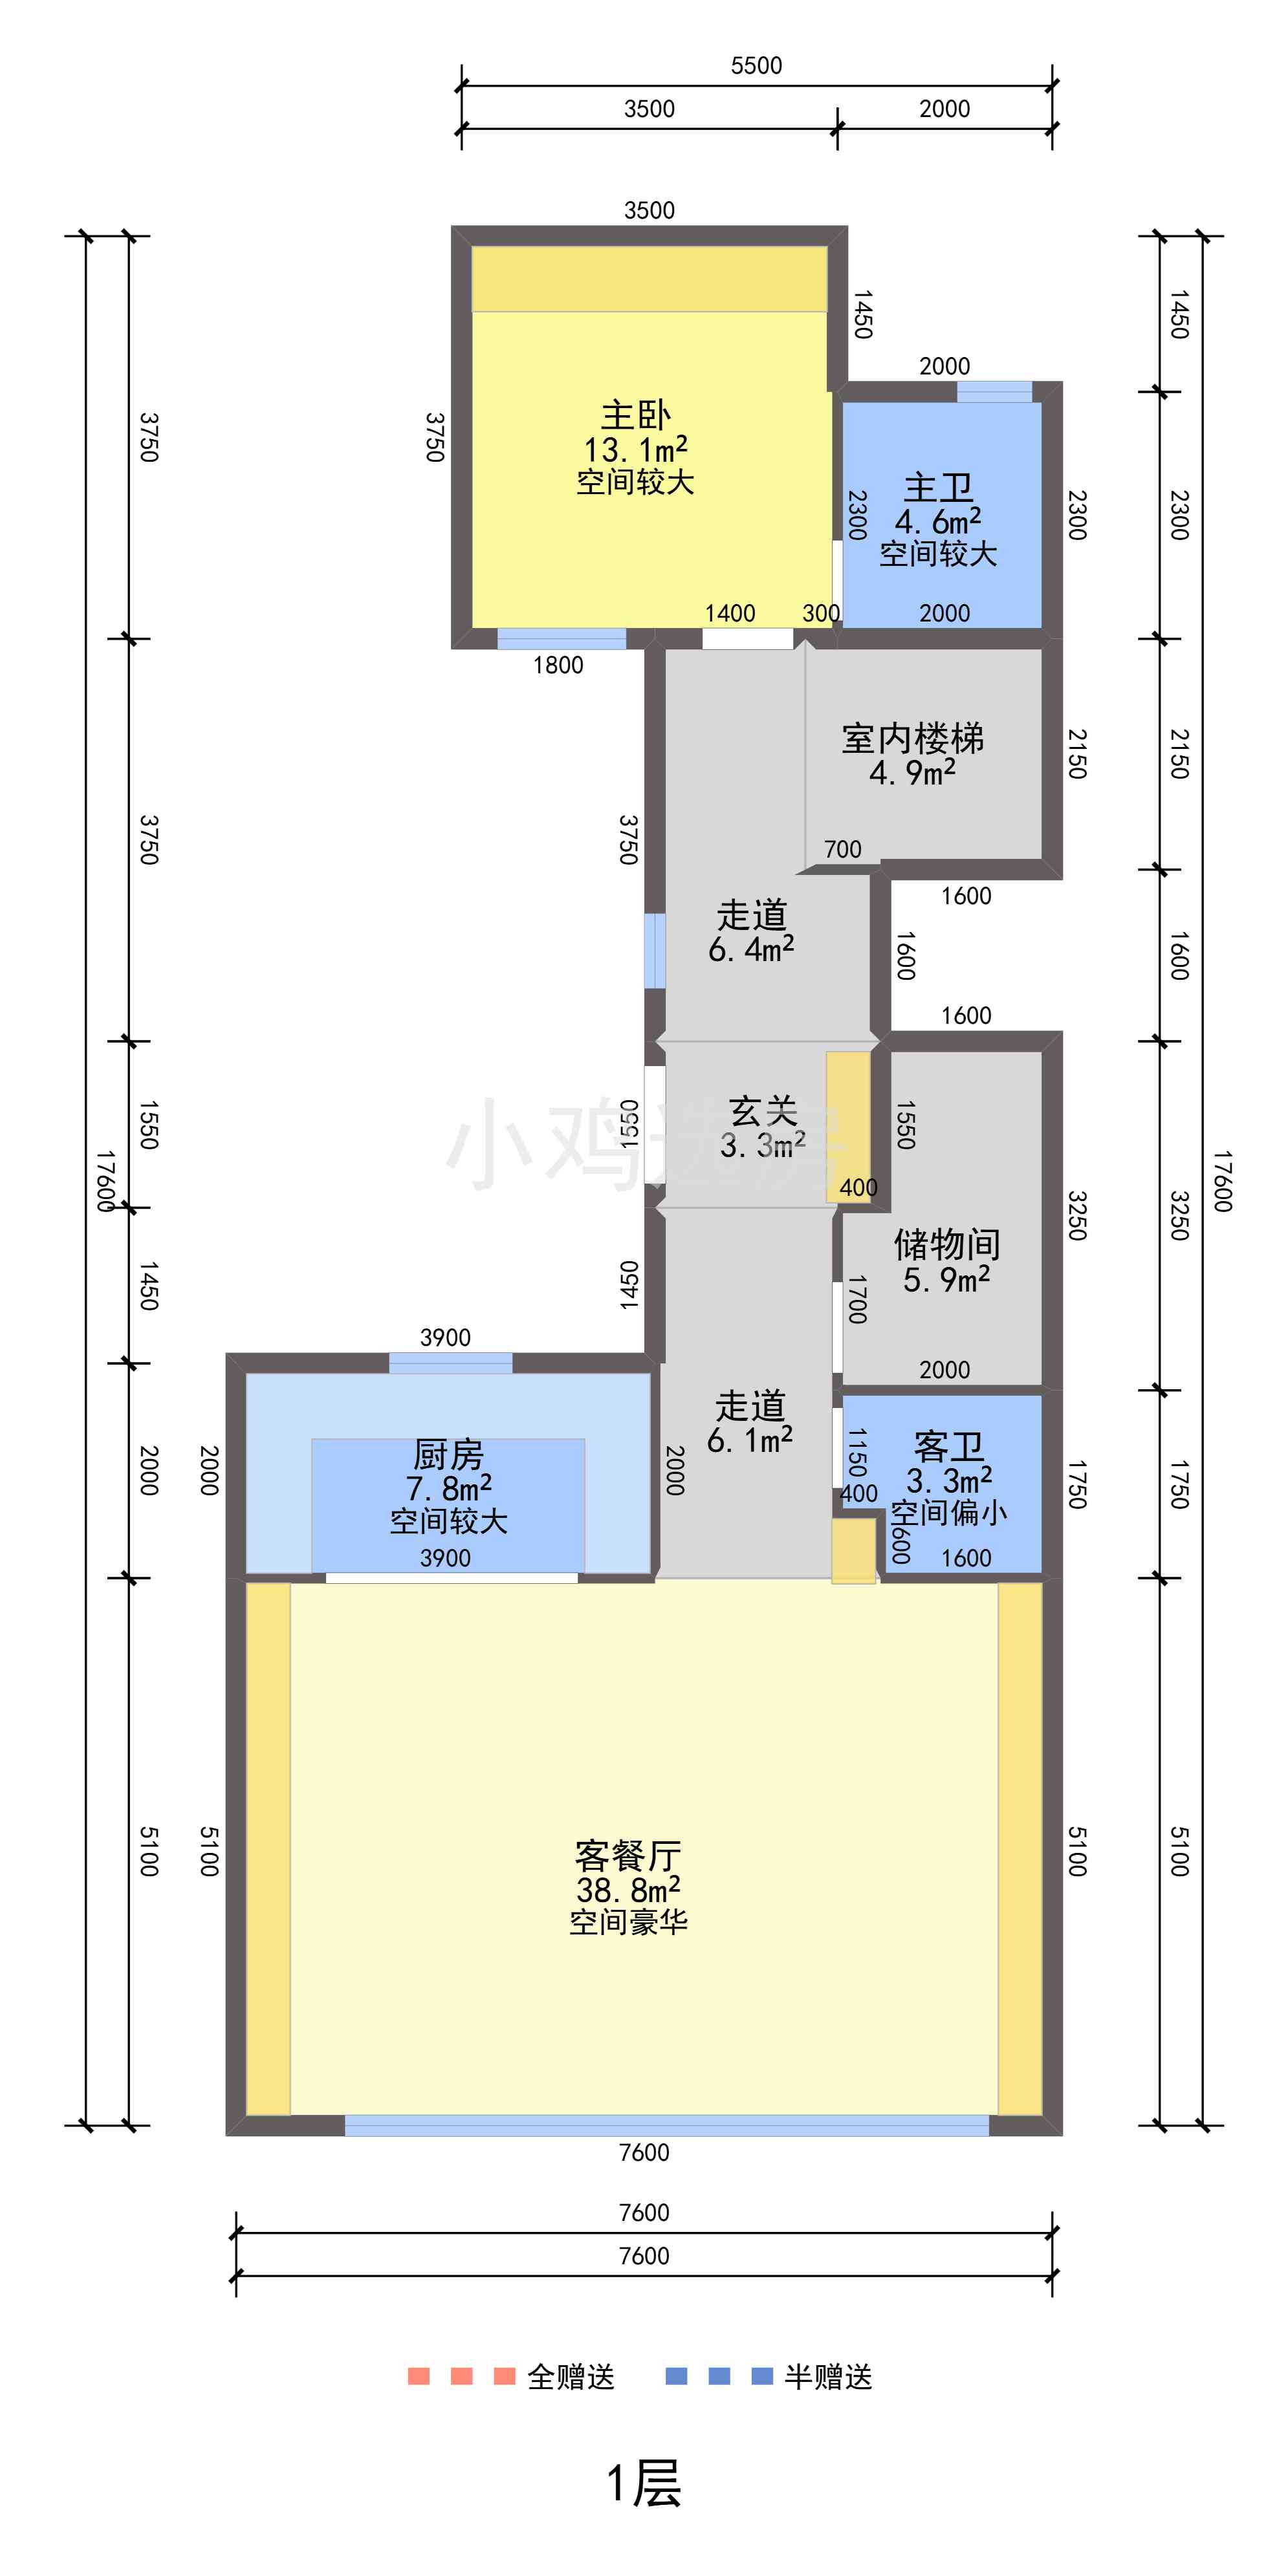 5500
3500
2000
3500
1450
1450
2000
3750
3750
主卧
13.1m²
空间较大
2300
主卫
4.6m²
空间较大
2300
2300
1400
300
2000
1800
室内楼梯
4.9m²
2150
2150
3750
3750
700
1600
走道
6.4m²
1600
1600
1600
小鸡选房
1550
17600
1550
玄关
3.3m²
1550
400
17600
3250
3250
储物间
5.9m²
1450
1450
1700
3900
2000
走道
6.1m²
厨房
7.8m²
空间较大
2000
2000
2000
1150
400
客卫
3.3m²
空间偏小
1750
1750
3900
600
1600
5100
5100
客餐厅
38.8m²
空间豪华
5100
5100
7600
7600
7600
全赠送
半赠送
1层